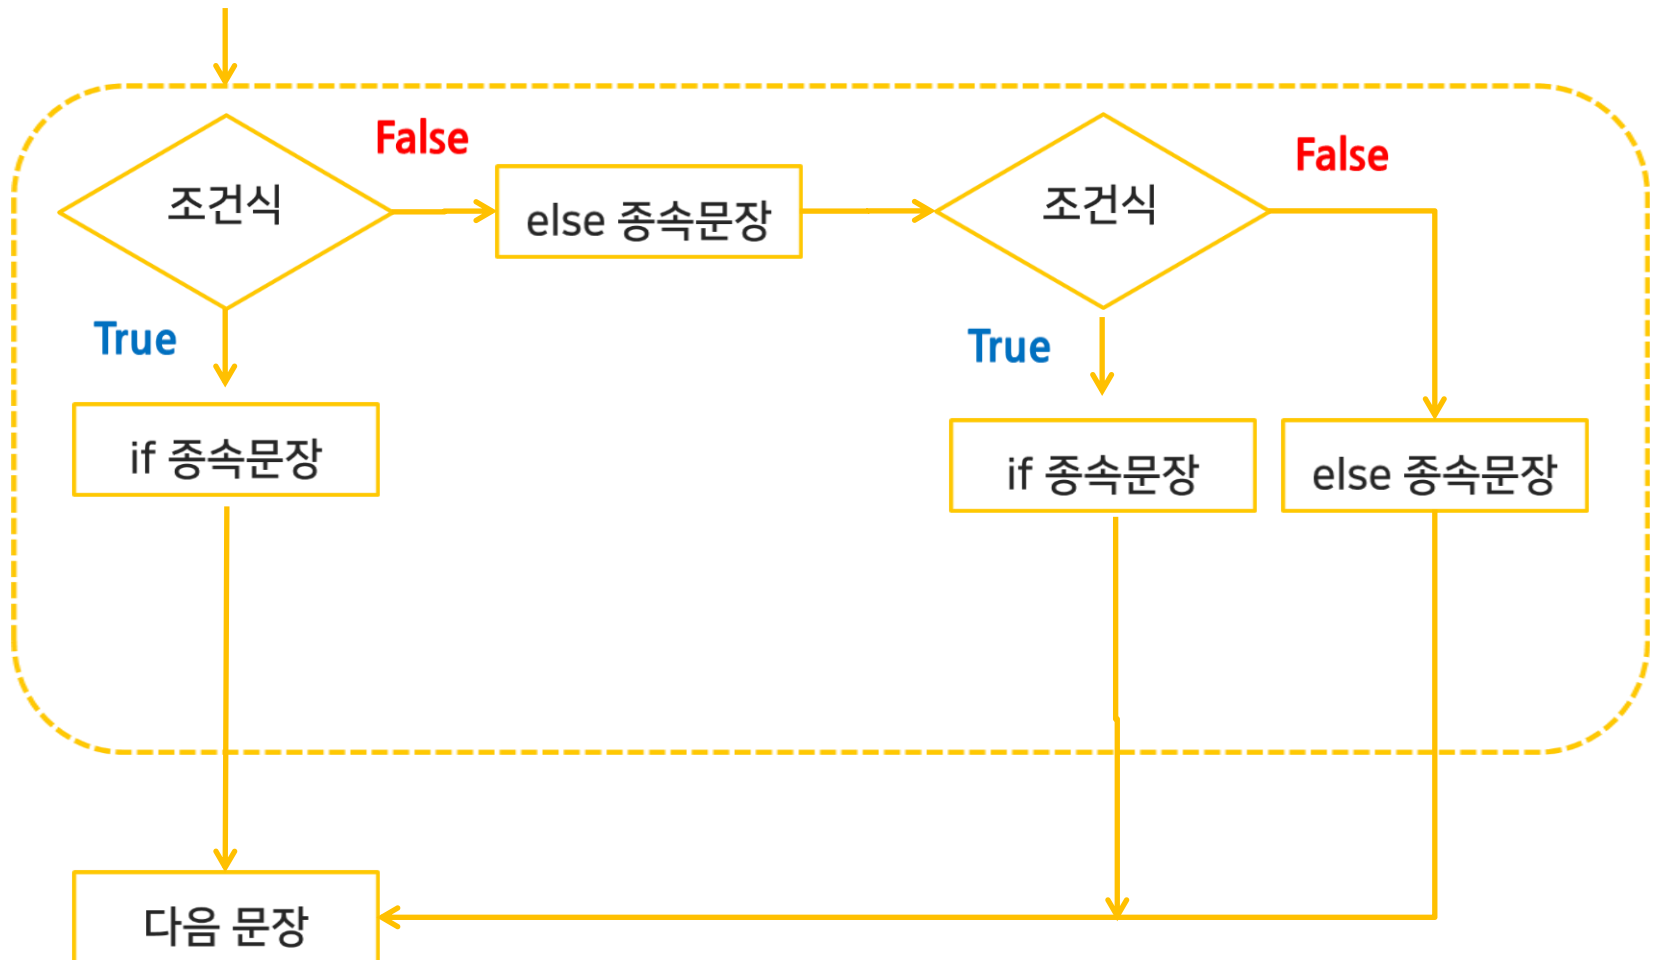 False
False
조건식
else 종속문장
조건식
True
True
if 종속문장
if 종속문장
else 종속문장
다음 문장